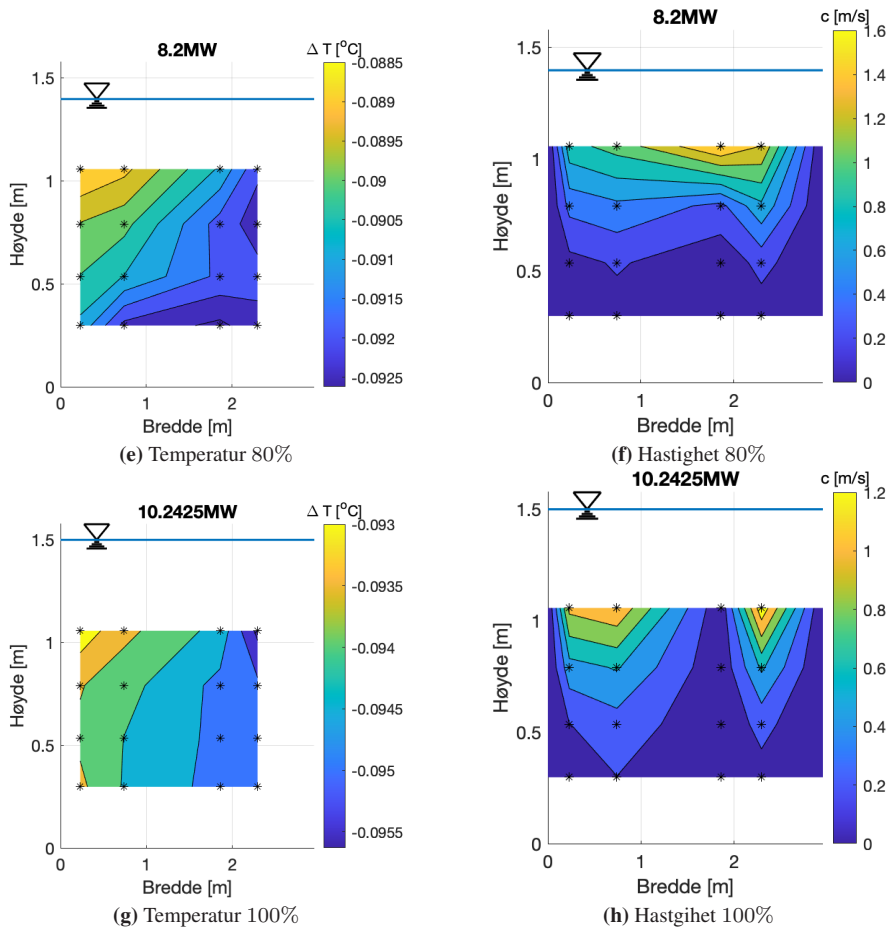 8.2MW
Δ T [°C]
-0.0885
-0.089
-0.0895
-0.09
-0.0905
-0.091
-0.0915
-0.092
-0.0925
1.5
1
0.5
0
Høyde [m]
0
1
2
Bredde [m]
(e) Temperatur 80%
8.2MW
c [m/s]
1.6
1.4
1.2
1
0.8
0.6
0.4
0.2
0
1.5
1
0.5
0
Høyde [m]
0
1
2
Bredde [m]
(f) Hastighet 80%
10.2425MW
Δ T [°C]
-0.093
-0.0935
-0.094
-0.0945
-0.095
-0.0955
1.5
1
0.5
0
Høyde [m]
0
1
2
Bredde [m]
(g) Temperatur 100%
10.2425MW
c [m/s]
1.2
1
0.8
0.6
0.4
0.2
0
1.5
1
0.5
0
Høyde [m]
0
1
2
Bredde [m]
(h) Hastgihet 100%